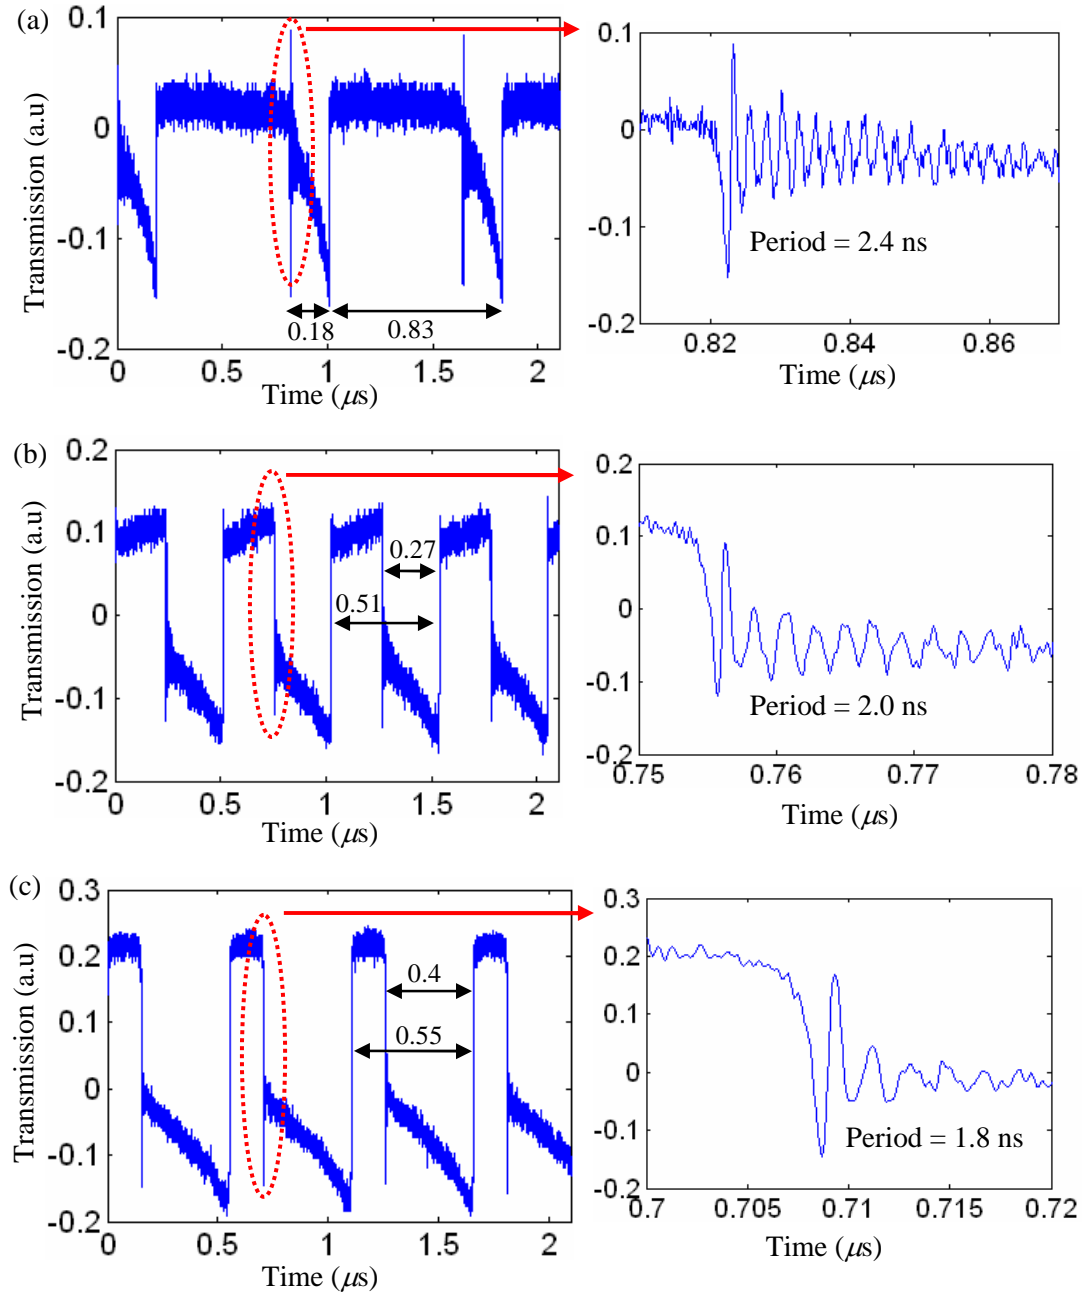 (a)
0.1
0
-0.1
-0.2
Transmission (a.u)
0.18
0.83
0 0.5 1 1.5 2
Time (μs)
0.1
0
-0.1
-0.2
Period = 2.4 ns
0.82 0.84 0.86
Time (μs)
(b)
0.2
0.1
0
-0.1
-0.2
Transmission (a.u)
0.27
0.51
0 0.5 1 1.5 2
Time (μs)
0.2
0.1
0
-0.1
-0.2
Period = 2.0 ns
0.75 0.76 0.77 0.78
Time (μs)
(c)
0.3
0.2
0.1
0
-0.1
-0.2
Transmission (a.u)
0.4
0.55
0 0.5 1 1.5 2
Time (μs)
0.3
0.2
0.1
0
-0.1
-0.2
Period = 1.8 ns
0.7 0.705 0.71 0.715 0.72
Time (μs)